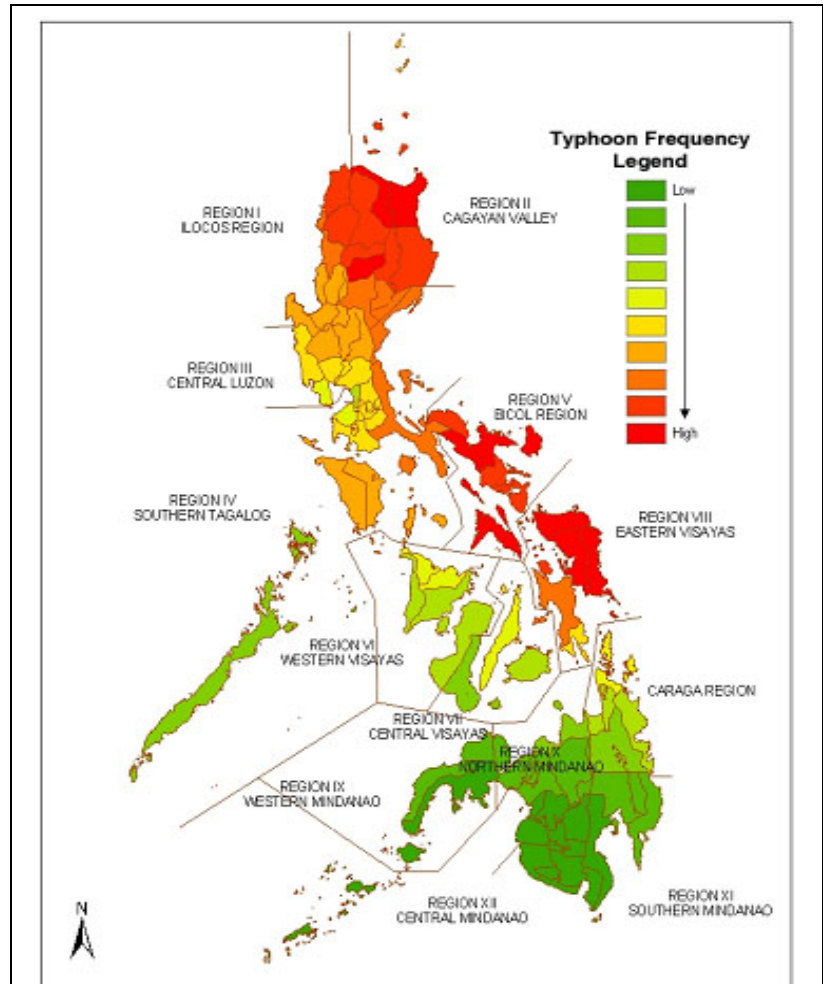 Typhoon Frequency
Legend
Low
High
REGION I
ILOCOS REGION
REGION II
CAGAYAN VALLEY
REGION III
CENTRAL LUZON
REGION V
BICOL REGION
REGION IV
SOUTHERN TAGALOG
REGION VIII
EASTERN VISAYAS
REGION VI
WESTERN VISAYAS
CARAGA REGION
REGION VII
CENTRAL VISAYAS
REGION X
NORTHERN MINDANAO
REGION IX
WESTERN MINDANAO
REGION XII
CENTRAL MINDANAO
REGION XI
SOUTHERN MINDANAO
N